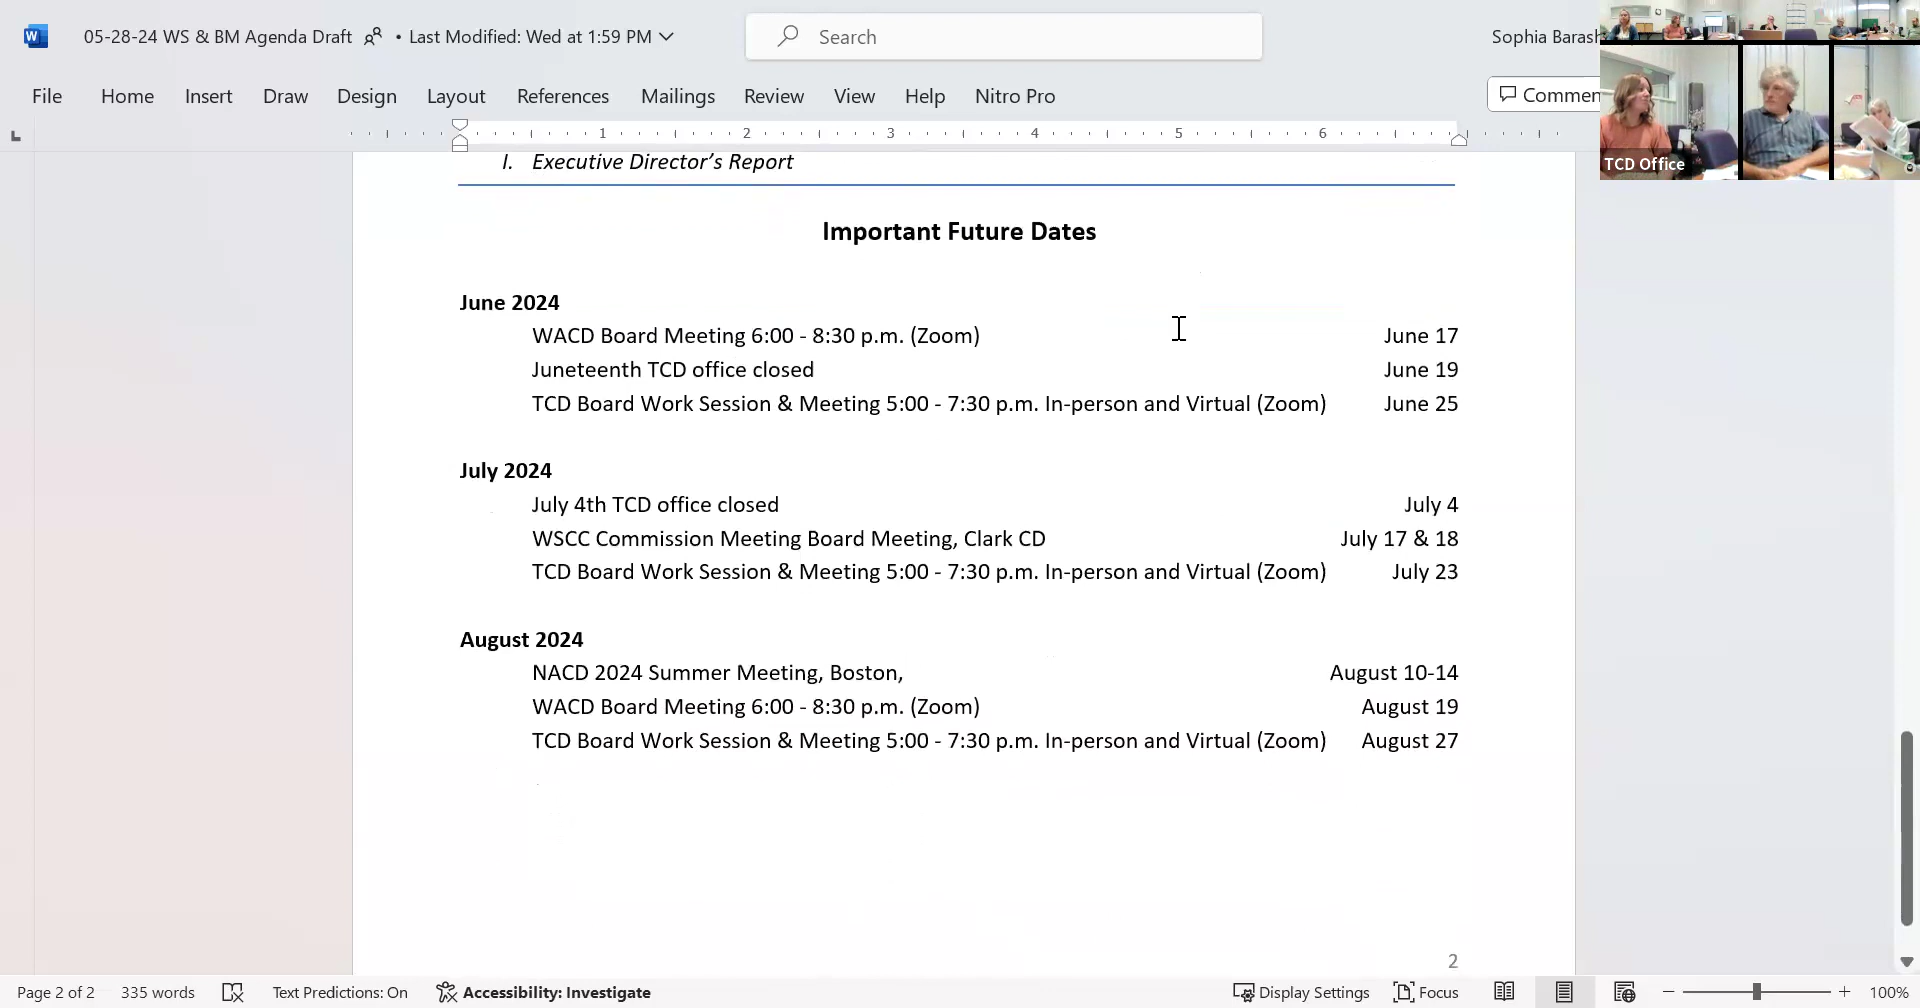 05-28-24 WS & BM Agenda Draft • Last Modified: Wed at 1:59 PM
Search
Sophia Barash
File Home Insert Draw Design Layout References Mailings Review View Help Nitro Pro
Commen
TCD Office
1 2 3 4 5 6
I. Executive Director's Report
Important Future Dates
June 2024
WACD Board Meeting 6:00 - 8:30 p.m. (Zoom) June 17
Juneteenth TCD office closed June 19
TCD Board Work Session & Meeting 5:00 - 7:30 p.m. In-person and Virtual (Zoom) June 25
July 2024
July 4th TCD office closed July 4
WSCC Commission Meeting Board Meeting, Clark CD July 17 & 18
TCD Board Work Session & Meeting 5:00 - 7:30 p.m. In-person and Virtual (Zoom) July 23
August 2024
NACD 2024 Summer Meeting, Boston, August 10-14
WACD Board Meeting 6:00 - 8:30 p.m. (Zoom) August 19
TCD Board Work Session & Meeting 5:00 - 7:30 p.m. In-person and Virtual (Zoom) August 27
2
Page 2 of 2 335 words Text Predictions: On Accessibility: Investigate Display Settings Focus 100%